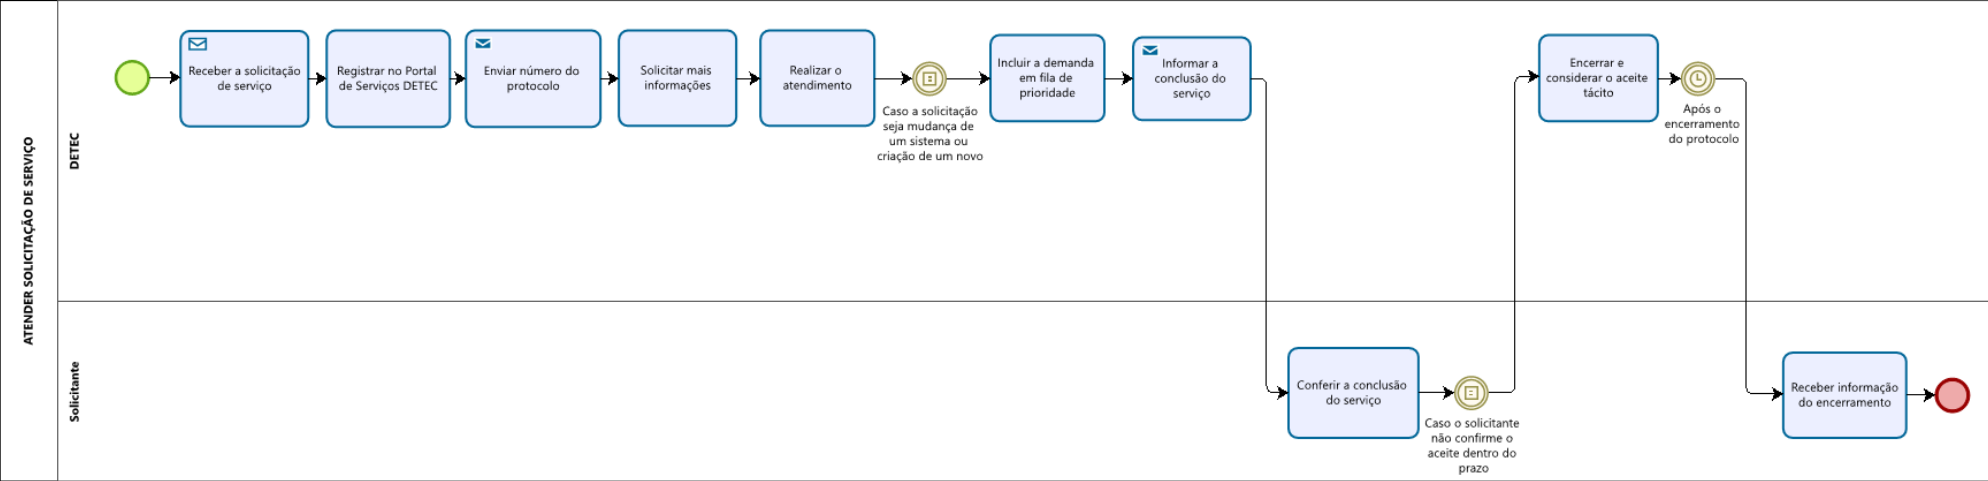 ATENDER SOLICITAÇÃO DE SERVIÇO
DETEC
Receber a solicitação
de serviço
Registrar no Portal
de Serviços DETEC
Enviar número do
protocolo
Solicitar mais
informações
Realizar o
atendimento
Caso a solicitação
seja mudança de
um sistema ou
criação de um novo
Incluir a demanda
em fila de
prioridade
Informar a
conclusão do
serviço
Encerrar e
considerar o aceite
tácito
Após o
encerramento
do protocolo
Solicitante
Conferir a conclusão
do serviço
Caso o solicitante
não confirme o
aceite dentro do
prazo
Receber informação
do encerramento